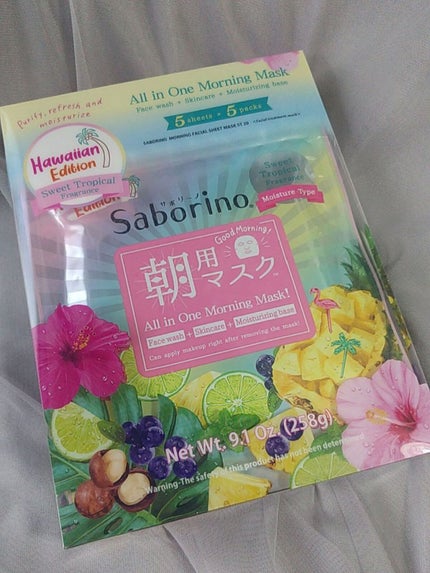 All in One Morning Mask
Face wash + Skincare + Moisturizing base
5 sheets × 5 packs
SABORINO MORNING FACIAL SHEET MASK ST 20
Purify, refresh and
moisturize
Hawaiian
Edition
Sweet Tropical
Fragrance
Edition
Sweet
Tropical
Fragrance
Moisture Type
サボリーノ
Saborino®
Good Morning!
朝用マスク
All in One Morning Mask!
Face wash + Skincare + Moisturizing base
Can apply makeup right after removing the mask!
Net Wt. 9.1 Oz. (258g)
Warning-The safety of this product has not been determined.